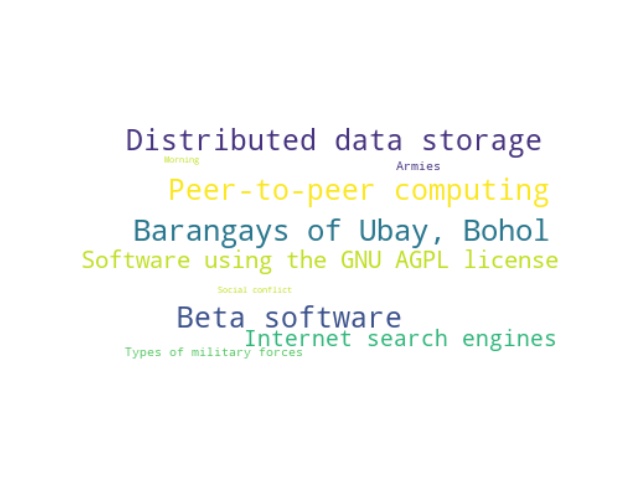 Distributed data storage
Morning
Armies
Peer-to-peer computing
Barangays of Ubay, Bohol
Software using the GNU AGPL license
Social conflict
Beta software
Internet search engines
Types of military forces